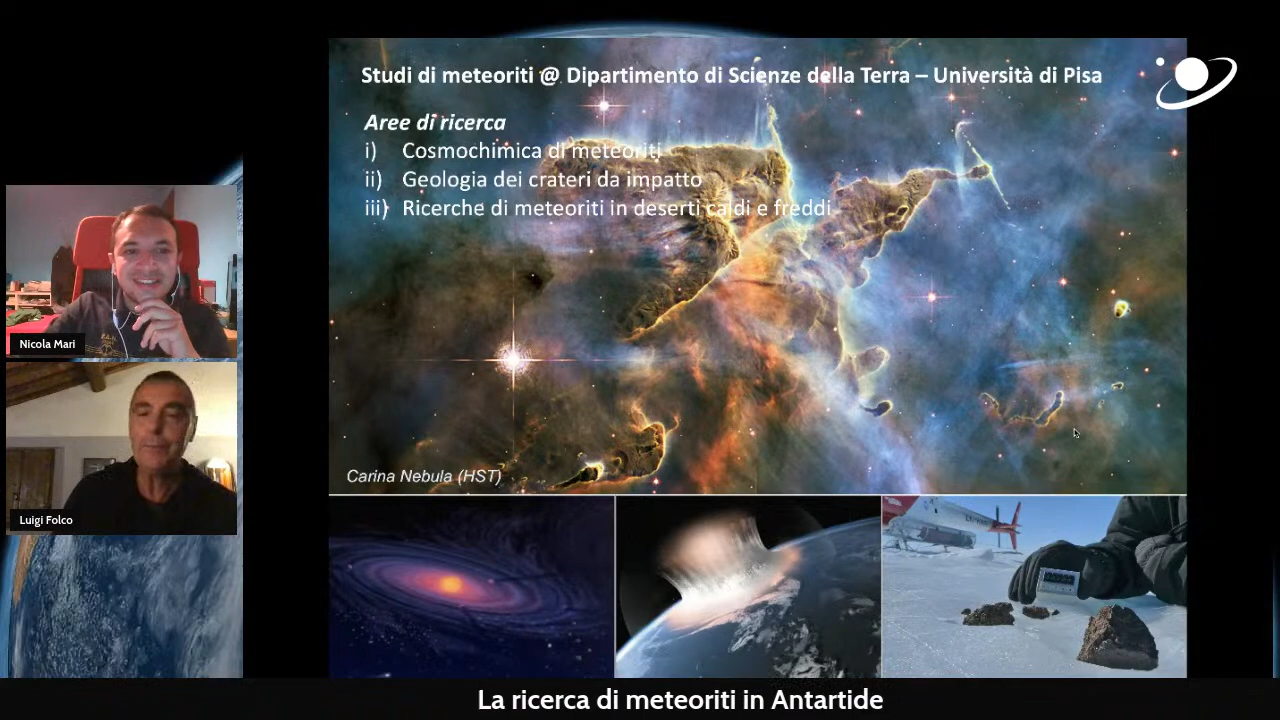 Studi di meteoriti @ Dipartimento di Scienze della Terra – Università di Pisa
Aree di ricerca
i) Cosmochimica di meteoriti
ii) Geologia dei crateri da impatto
iii) Ricerche di meteoriti in deserti caldi e freddi
Nicola Mari
Luigi Folco
Carina Nebula (HST)
La ricerca di meteoriti in Antartide